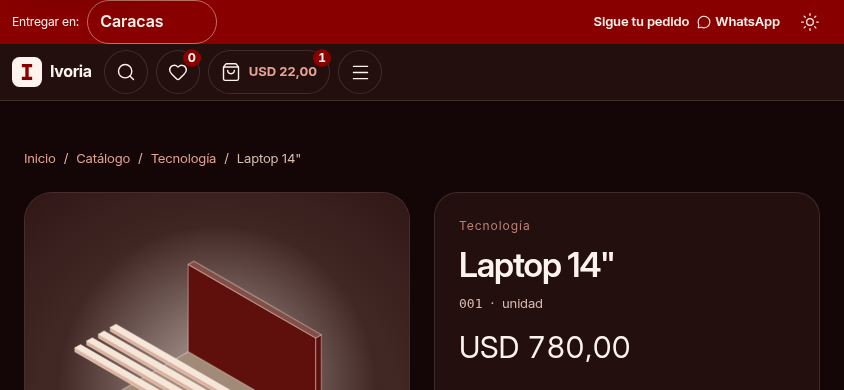 Entregar en: Caracas Sigue tu pedido WhatsApp
I Ivoria 0 USD 22,00 1
Inicio / Catálogo / Tecnología / Laptop 14"
Tecnología
Laptop 14"
001 · unidad
USD 780,00